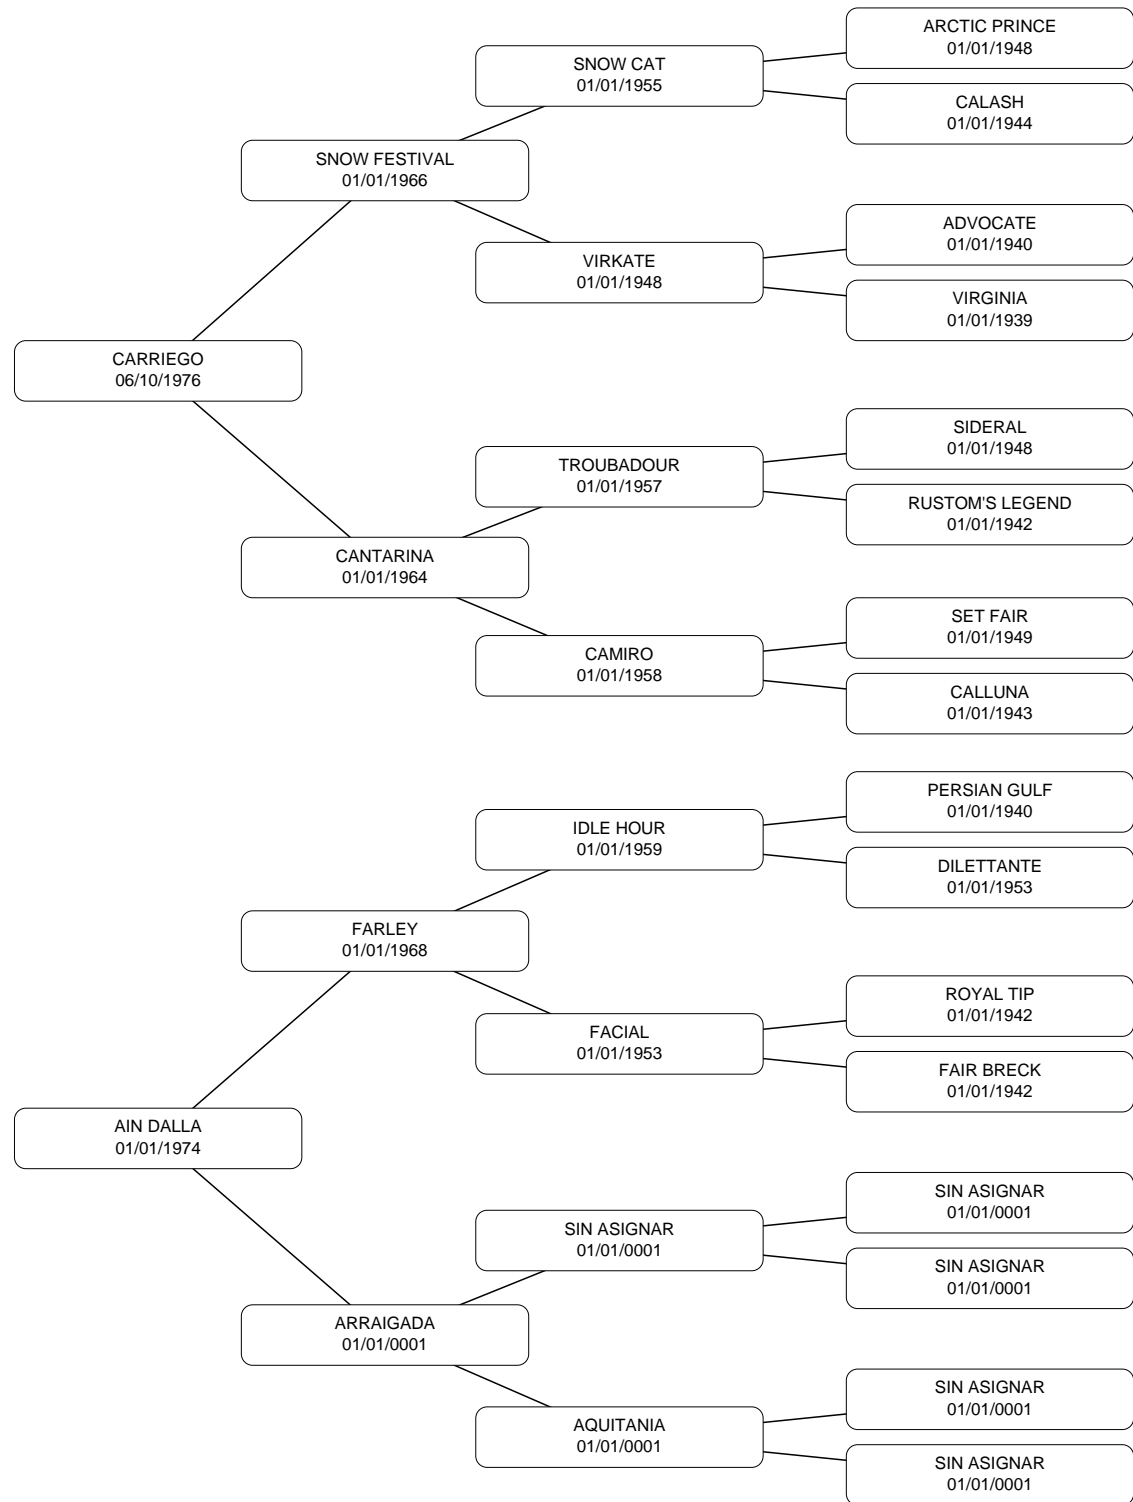 ARCTIC PRINCE
01/01/1948
SNOW CAT
01/01/1955
CALASH
01/01/1944
SNOW FESTIVAL
01/01/1966
ADVOCATE
01/01/1940
VIRKATE
01/01/1948
VIRGINIA
01/01/1939
CARRIEGO
06/10/1976
SIDERAL
01/01/1948
TROUBADOUR
01/01/1957
RUSTOM'S LEGEND
01/01/1942
CANTARINA
01/01/1964
SET FAIR
01/01/1949
CAMIRO
01/01/1958
CALLUNA
01/01/1943
PERSIAN GULF
01/01/1940
IDLE HOUR
01/01/1959
DILETTANTE
01/01/1953
FARLEY
01/01/1968
ROYAL TIP
01/01/1942
FACIAL
01/01/1953
FAIR BRECK
01/01/1942
AIN DALLA
01/01/1974
SIN ASIGNAR
01/01/0001
SIN ASIGNAR
01/01/0001
SIN ASIGNAR
01/01/0001
ARRAIGADA
01/01/0001
SIN ASIGNAR
01/01/0001
AQUITANIA
01/01/0001
SIN ASIGNAR
01/01/0001